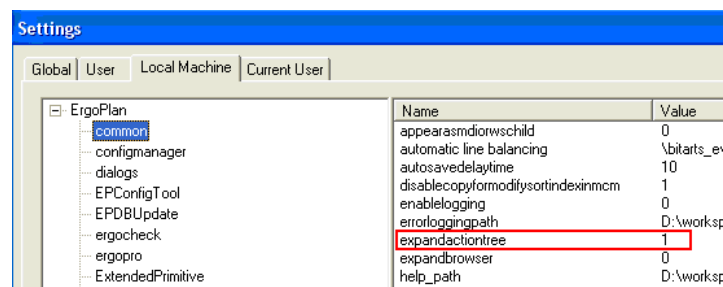 Settings
Global User Local Machine Current User
ErgoPlan
common
configmanager
dialogs
EPConfigTool
EPDBUpdate
ergocheck
ergopro
ExtendedPrimitive
Name Value
appearasmdiorwschild 0
automatic line balancing \bitarts_ev
autosavedelaytime 10
disablecopyformodifysortindexinmcm 1
enablelogging 0
errorloggingpath D:\worksp
expandactiontree 1
expandbrowser 0
help_path D:\worksp